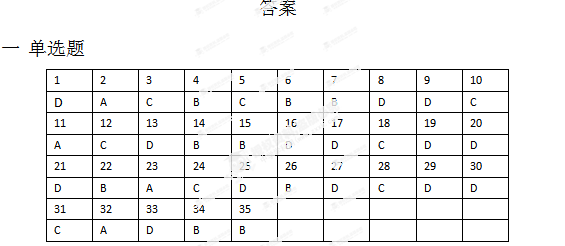 答案
一 单选题
1 2 3 4 5 6 7 8 9 10
D A C B C B B D D C
11 12 13 14 15 16 17 18 19 20
A C D B B D D C D D
21 22 23 24 25 26 27 28 29 30
D B A C D B D C D D
31 32 33 34 35
C A D B B